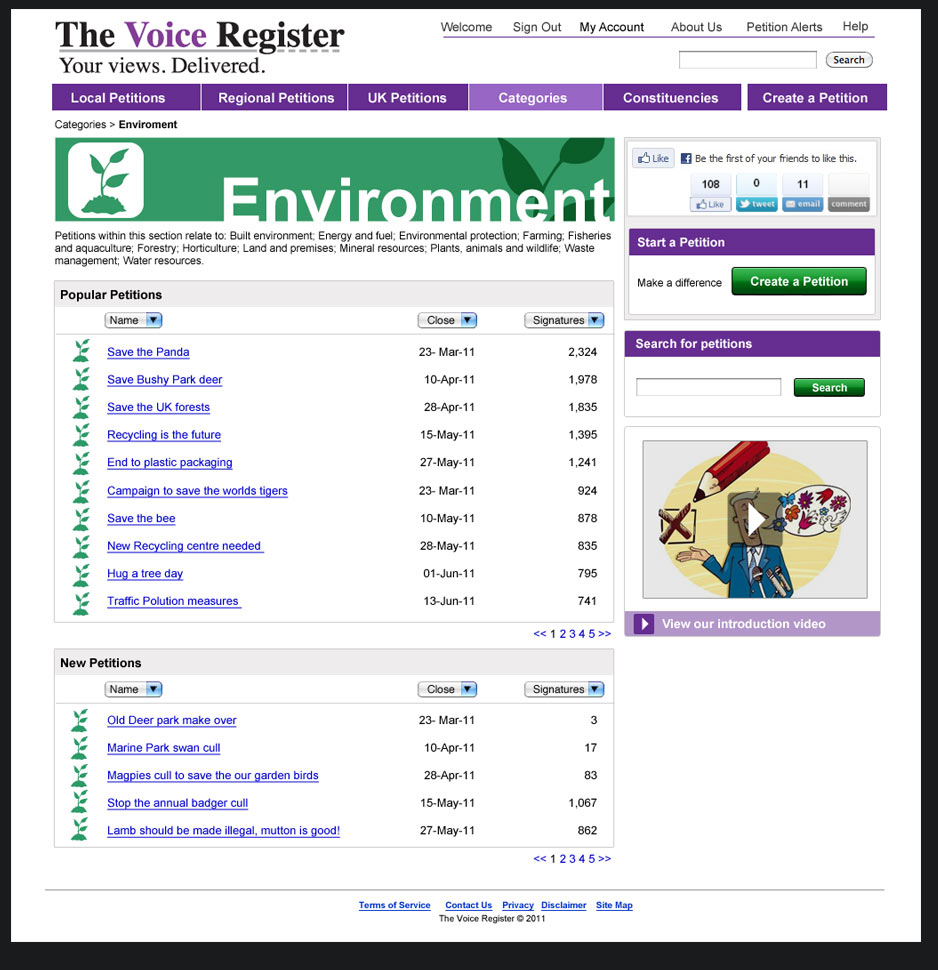 The Voice Register
Your views. Delivered.
Welcome Sign Out My Account About Us Petition Alerts Help
Search
Local Petitions Regional Petitions UK Petitions Categories Constituencies Create a Petition
Categories > Enviroment
Environment
Petitions within this section relate to: Built environment; Energy and fuel; Environmental protection; Farming; Fisheries
and aquaculture; Forestry; Horticulture; Land and premises; Mineral resources; Plants, animals and wildlife; Waste
management; Water resources.
Popular Petitions
Name Close Signatures
Save the Panda 23- Mar-11 2,324
Save Bushy Park deer 10-Apr-11 1,978
Save the UK forests 28-Apr-11 1,835
Recycling is the future 15-May-11 1,395
End to plastic packaging 27-May-11 1,241
Campaign to save the worlds tigers 23- Mar-11 924
Save the bee 10-May-11 878
New Recycling centre needed 28-May-11 835
Hug a tree day 01-Jun-11 795
Traffic Polution measures 13-Jun-11 741
<< 1 2 3 4 5 >>
New Petitions
Name Close Signatures
Old Deer park make over 23- Mar-11 3
Marine Park swan cull 10-Apr-11 17
Magpies cull to save the our garden birds 28-Apr-11 83
Stop the annual badger cull 15-May-11 1,067
Lamb should be made illegal, mutton is good! 27-May-11 862
<< 1 2 3 4 5 >>
Like Be the first of your friends to like this.
108 0 11
Like tweet email comment
Start a Petition
Make a difference Create a Petition
Search for petitions
Search
View our introduction video
Terms of Service Contact Us Privacy Disclaimer Site Map
The Voice Register © 2011